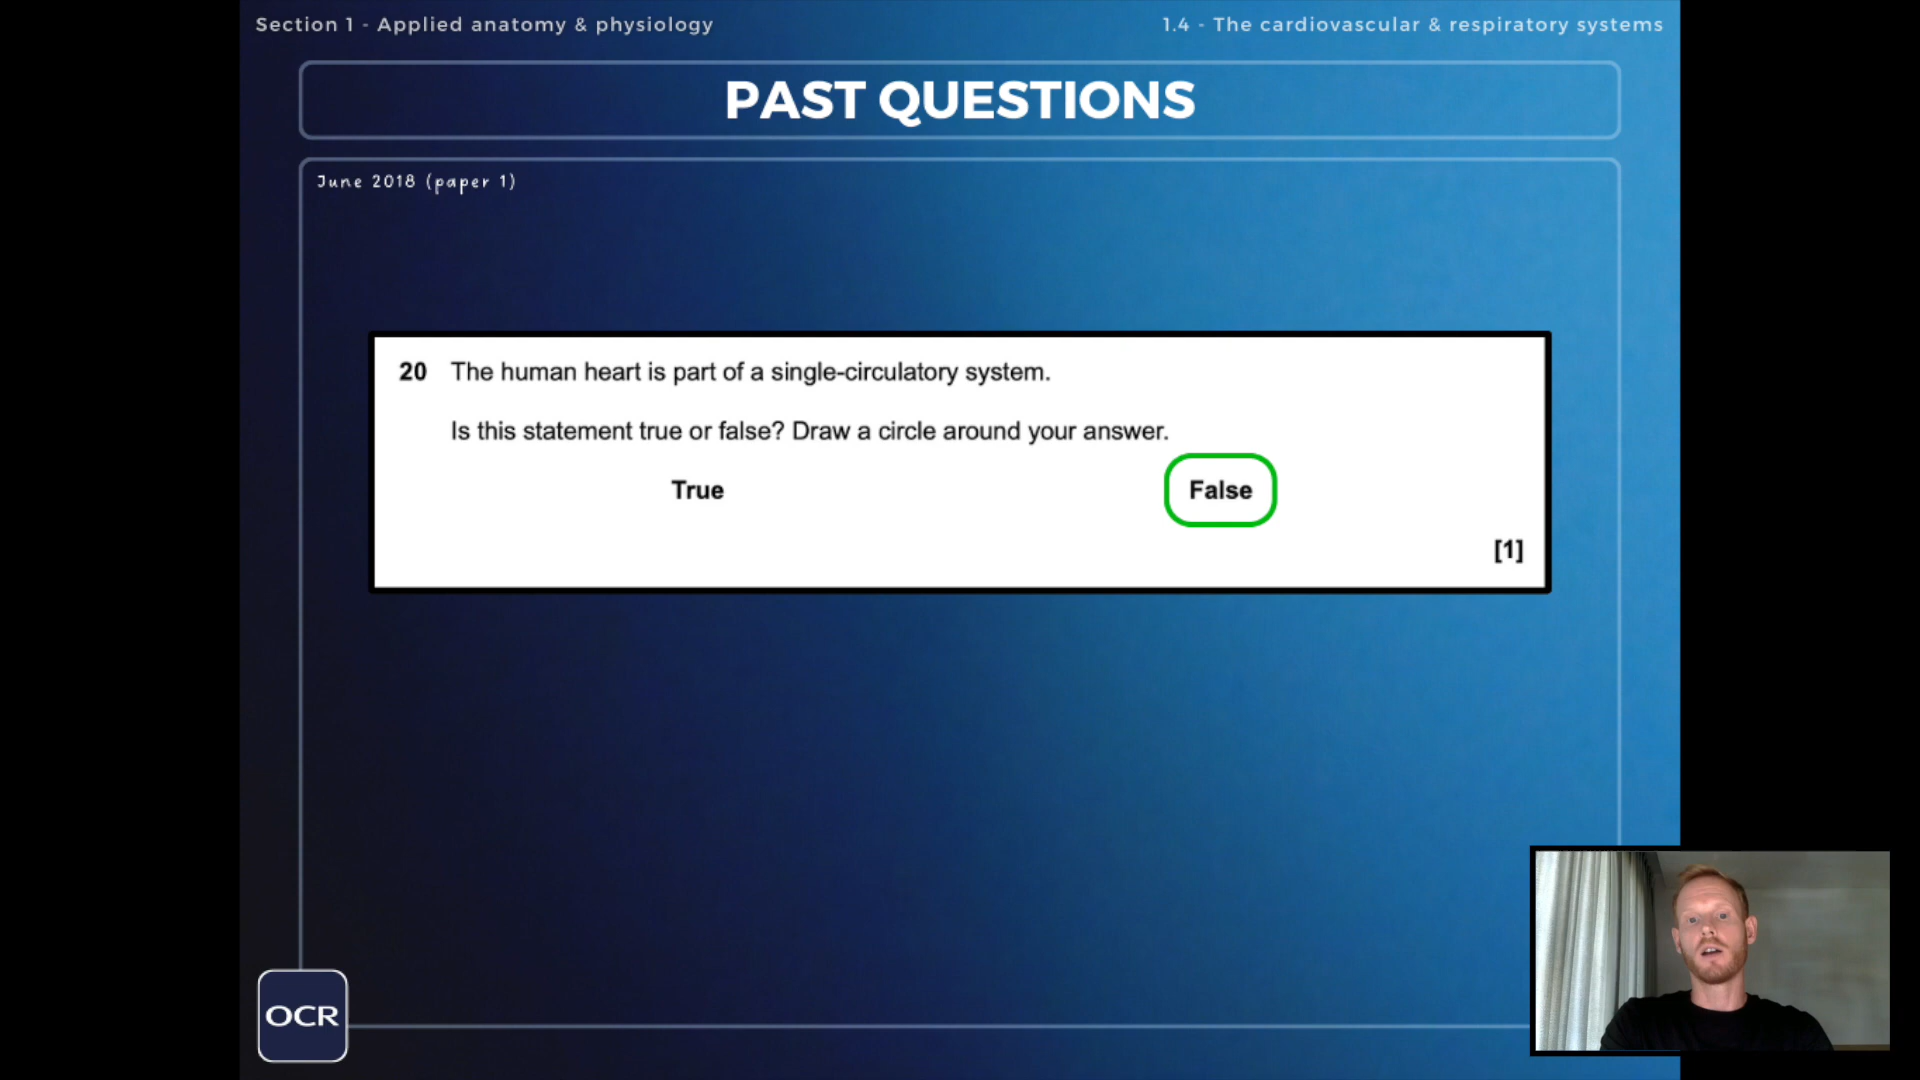 Section 1 - Applied anatomy & physiology
1.4 - The cardiovascular & respiratory systems
PAST QUESTIONS
June 2018 (paper 1)
20 The human heart is part of a single-circulatory system.
Is this statement true or false? Draw a circle around your answer.
True False
[1]
OCR